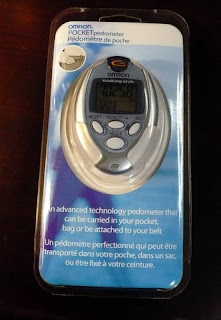 OMRON
POCKET pedometer
Pédomètre de poche
OMRON
An advanced technology pedometer that
can be carried in your pocket,
bag or be attached to your belt
Un pédomètre perfectionné qui peut être
transporté dans votre poche, dans un sac,
ou être fixé à votre ceinture.